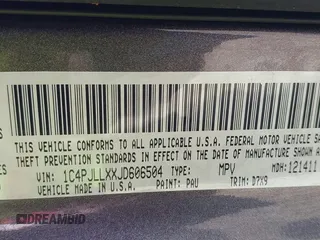 THIS VEHICLE CONFORMS TO ALL APPLICABLE U.S.A. FEDERAL MOTOR VEHICLE
THEFT PREVENTION STANDARDS IN EFFECT ON THE DATE OF MANUFACTURE SHOWN
VIN: 1C4PJLLXXJD606504 TYPE: MPV MDH: 121411
VEHICLE MADE IN U.S.A. PAINT: PAU TRIM: D7X9
DREAMBID